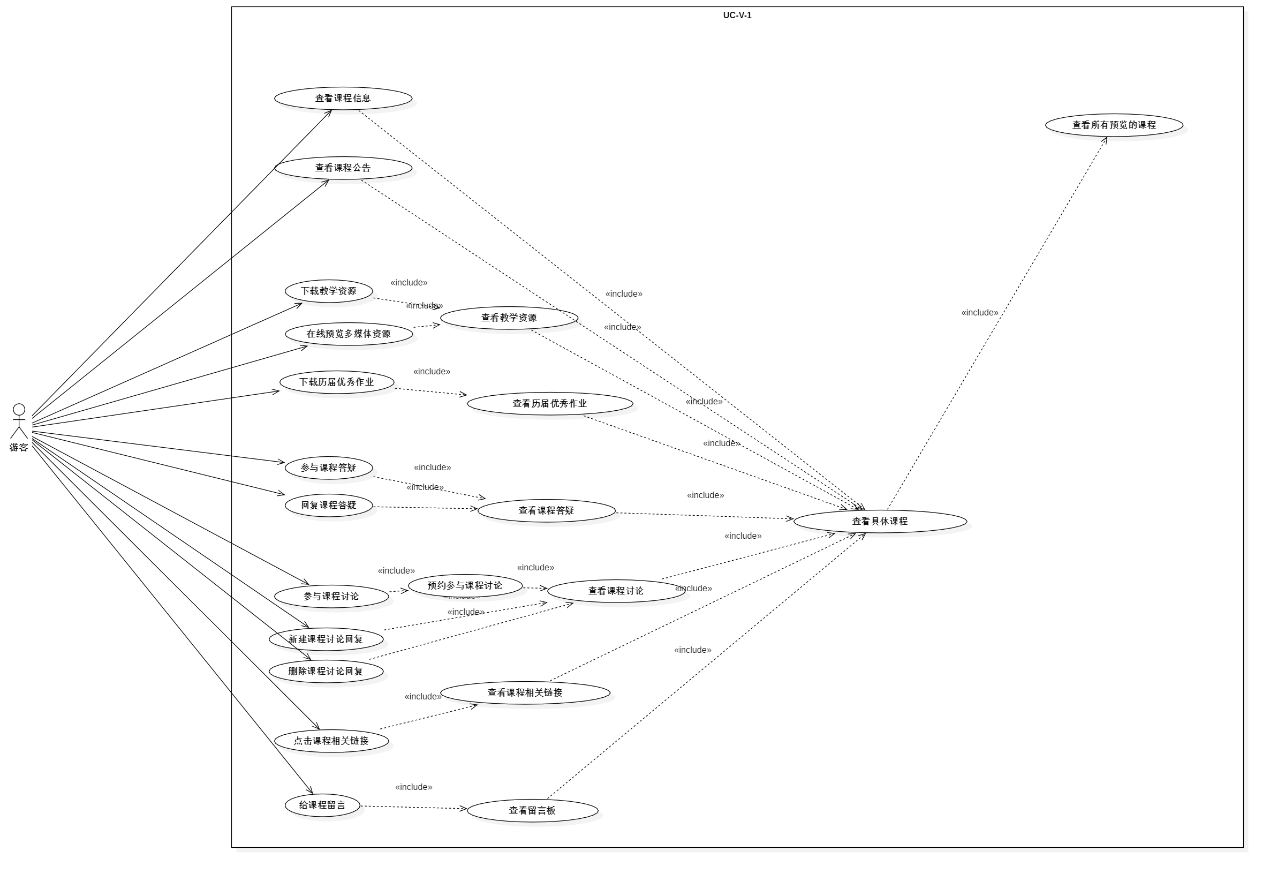 UC-V-1
查看课程信息
查看所有预览的课程
查看课程公告
«include»
下载教学资源
«include»
«include»
«include»
«include»
查看教学资源
«include»
在线预览多媒体资源
«include»
下载历届优秀作业
«include»
查看历届优秀作业
«include»
游客
参与课程答疑
«include»
«include»
«include»
回复课程答疑
查看课程答疑
查看具体课程
«include»
«include»
«include»
预约参与课程讨论
查看课程讨论
«include»
参与课程讨论
«include»
«include»
新建课程讨论回复
«include»
删除课程讨论回复
«include»
查看课程相关链接
点击课程相关链接
«include»
给课程留言
查看留言板